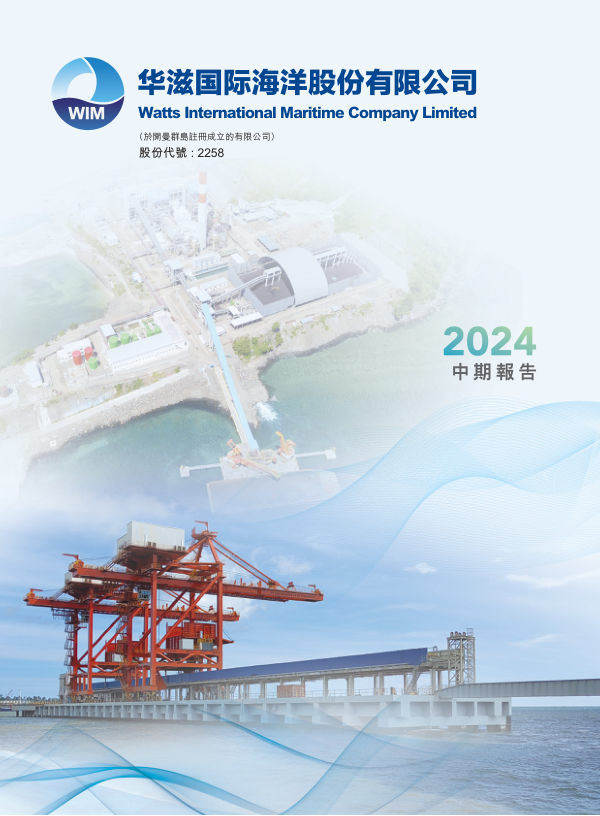 WIM
华滋国际海洋股份有限公司
Watts International Maritime Company Limited
（於開曼群島註冊成立的有限公司）
股份代號 : 2258
2024
中期報告